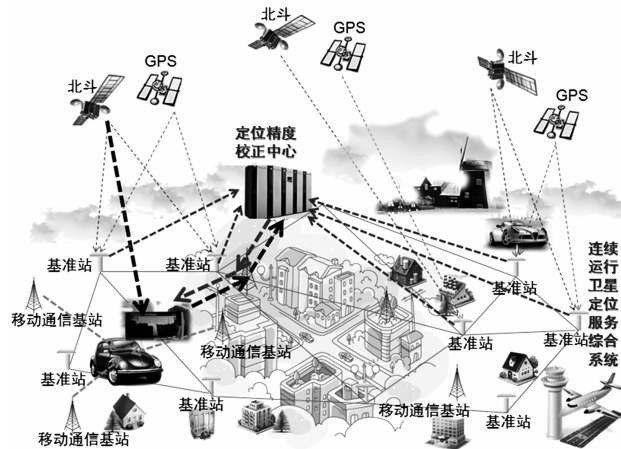 北斗
GPS
北斗
GPS
北斗
GPS
定位精度
校正中心
基准站
基准站
基准站
连续
运行
卫星
定位
服务
综合
系统
移动通信基站
移动通信基站
基准站
基准站
基准站
基准站
移动通信基站
移动通信基站
基准站